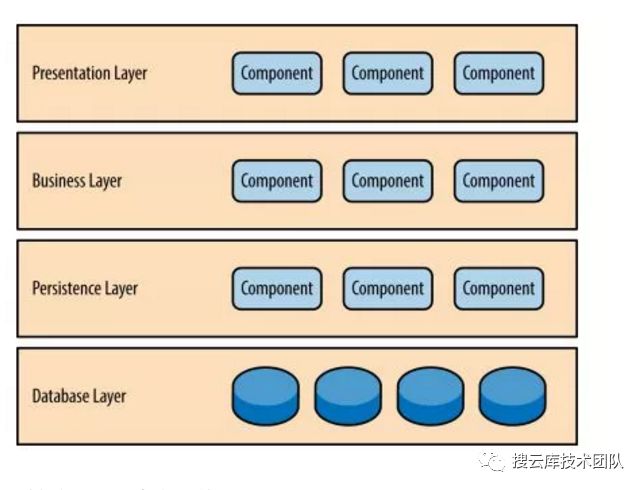 Presentation Layer Component Component Component
Business Layer Component Component Component
Persistence Layer Component Component Component
Database Layer
搜云库技术团队